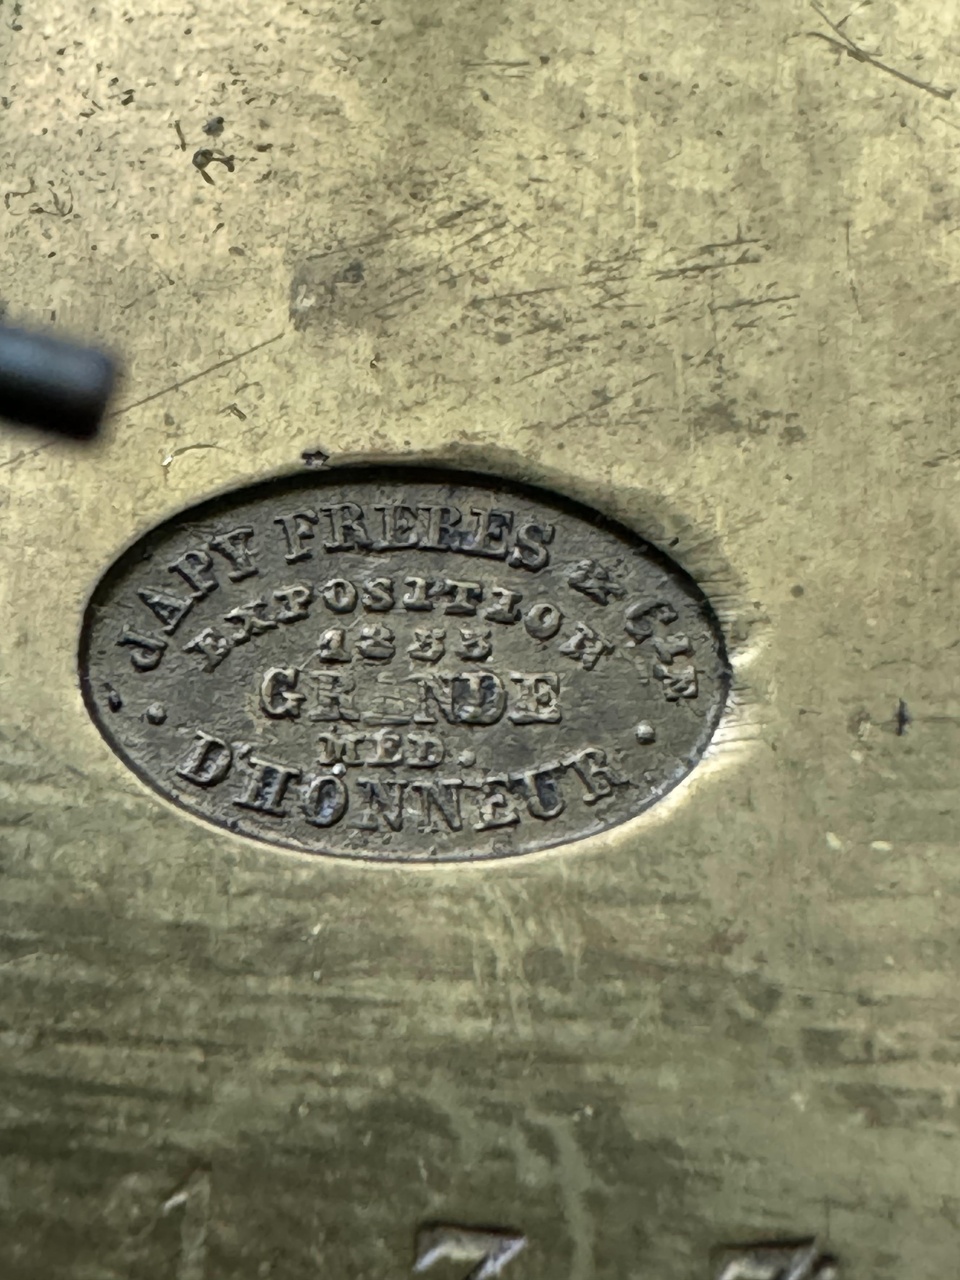 JAPY FRERES & CIE
EXPOSITION
1855
GRANDE
MED.
D'HONNEUR